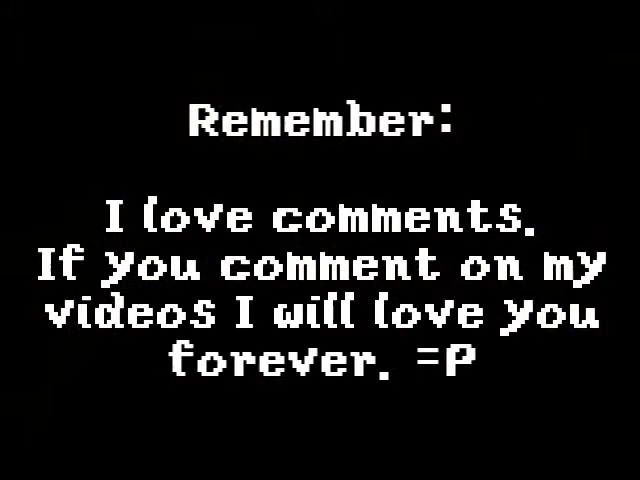 Remember:
I love comments.
If you comment on my
videos I will love you
forever. =P